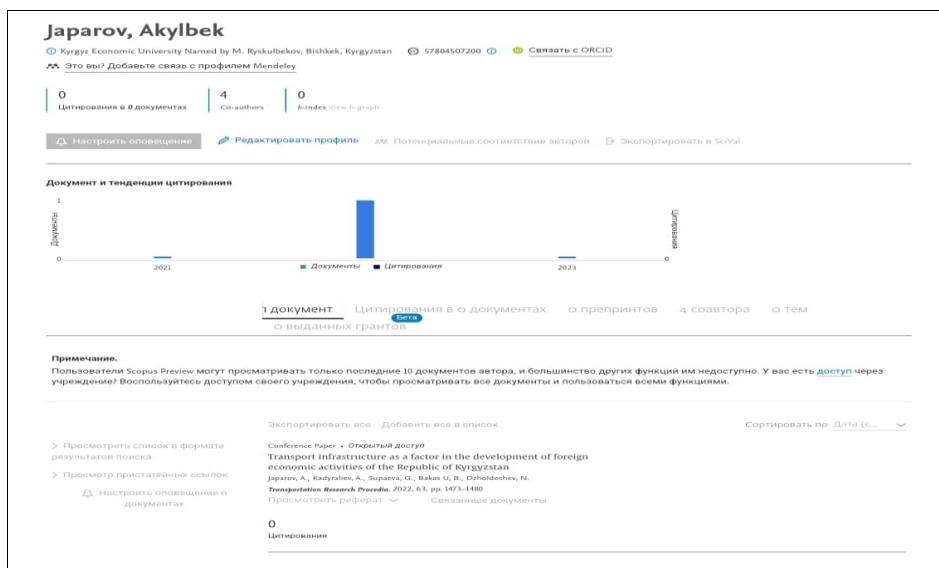 Japarov, Akylbek
Kyrgyz Economic University Named by M. Ryskulbekov, Bishkek, Kyrgyzstan 57804507200 Связать с ORCID
Это вы? Добавьте связь с профилем Mendeley
0 4 0
Цитирования в 0 документах Co-authors h-index View h-graph
Настроить оповещение Редактировать профиль Потенциальные соответствия авторов Экспортировать в SciVal
Документ и тенденции цитирования
1
Документы
Цитирования
0 0
2021 Документы Цитирования 2023
1 документ Цитирования в 0 документах 0 препринтов 4 соавтора 0 тем
Бета
0 выданных грантов
Примечание.
Пользователи Scopus Preview могут просматривать только последние 10 документов автора, и большинство других функций им недоступно. У вас есть доступ через
учреждение? Воспользуйтесь доступом своего учреждения, чтобы просматривать все документы и пользоваться всеми функциями.
Экспортировать все Добавить все в список Сортировать по Дата (с...
> Просмотреть список в формате
результатов поиска
> Просмотр пристатейных ссылок
Настроить оповещение о
документах
Conference Paper • Открытый доступ
Transport infrastructure as a factor in the development of foreign
economic activities of the Republic of Kyrgyzstan
Japarov, A., Kadyraliev, A., Supaeva, G., Bakas U, B., Dzholdoshev, N.
Transportation Research Procedia, 2022, 63, pp. 1473–1480
Просмотреть реферат Связанные документы
0
Цитирования